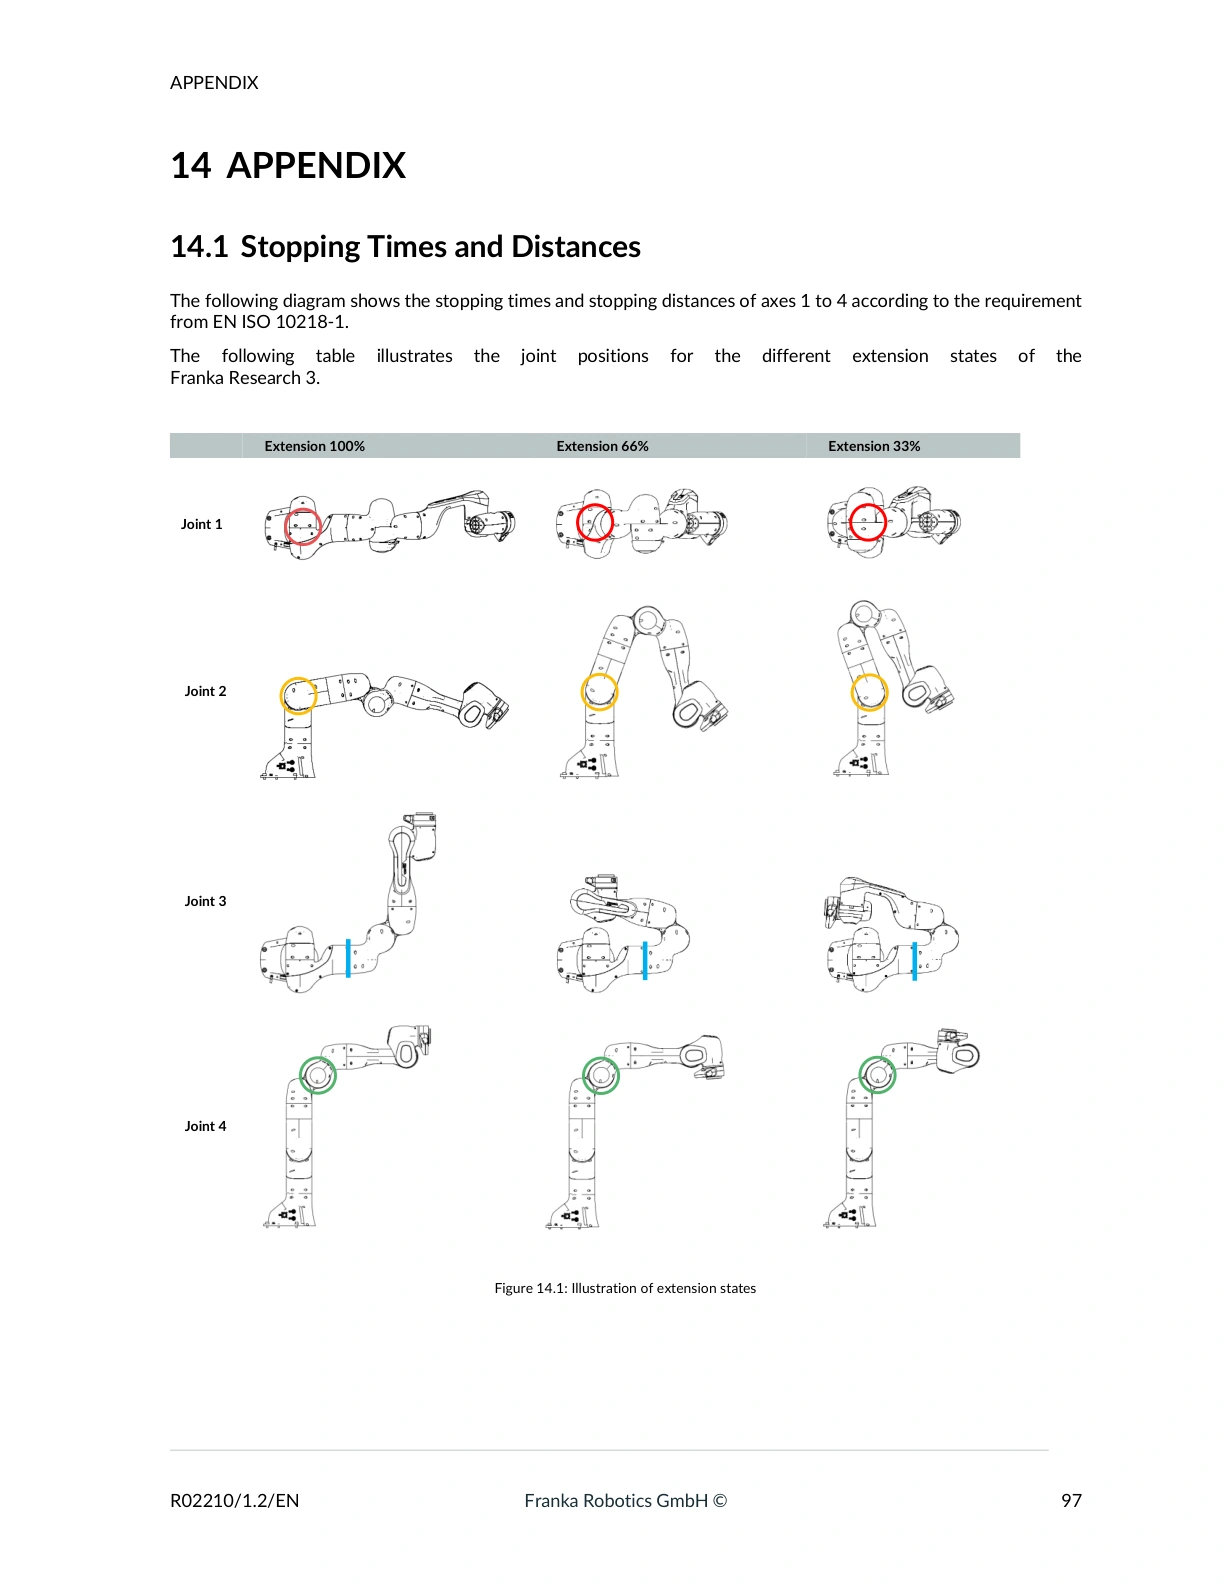 APPENDIX
14 APPENDIX
14.1 Stopping Times and Distances
The following diagram shows the stopping times and stopping distances of axes 1 to 4 according to the requirement
from EN ISO 10218-1.
The following table illustrates the joint positions for the different extension states of the
Franka Research 3.
Extension 100% Extension 66% Extension 33%
Joint 1
Joint 2
Joint 3
Joint 4
Figure 14.1: Illustration of extension states
R02210/1.2/EN Franka Robotics GmbH © 97